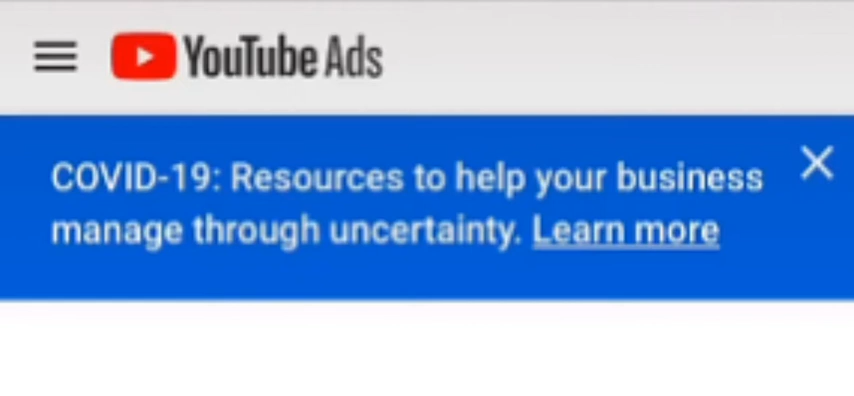 YouTube Ads
COVID-19: Resources to help your business
manage through uncertainty. Learn more